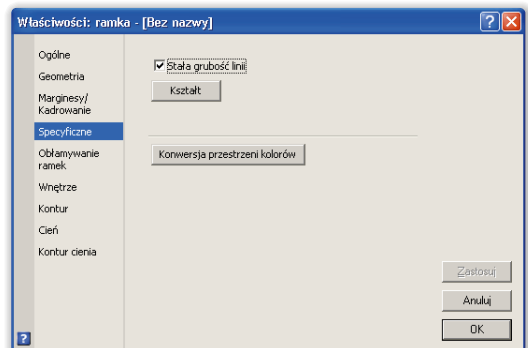 Właściwości: ramka - [Bez nazwy]
Ogólne
Geometria
Marginesy/
Kadrowanie
Specyficzne
Obłamywanie
ramek
Wnętrze
Kontur
Cień
Kontur cienia
Stała grubość linii
Kształt
Konwersja przestrzeni kolorów
Zastosuj
Anuluj
OK